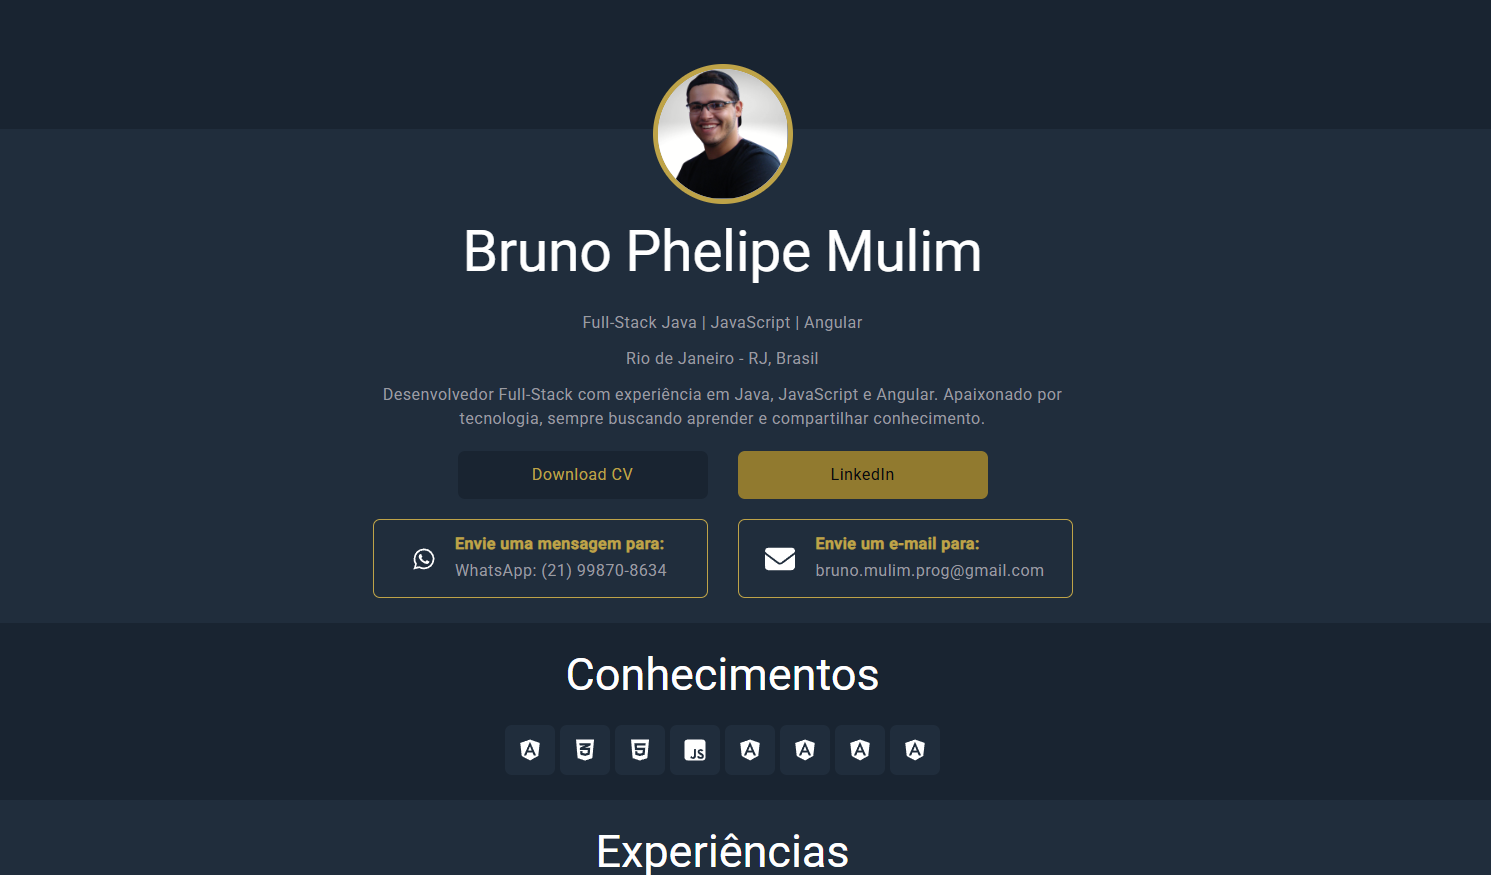 Bruno Phelipe Mulim
Full-Stack Java | JavaScript | Angular
Rio de Janeiro - RJ, Brasil
Desenvolvedor Full-Stack com experiência em Java, JavaScript e Angular. Apaixonado por
tecnologia, sempre buscando aprender e compartilhar conhecimento.
Download CV
LinkedIn
Envie uma mensagem para:
WhatsApp: (21) 99870-8634
Envie um e-mail para:
bruno.mulim.prog@gmail.com
Conhecimentos
A 3 5 JS A A A A
Experiências